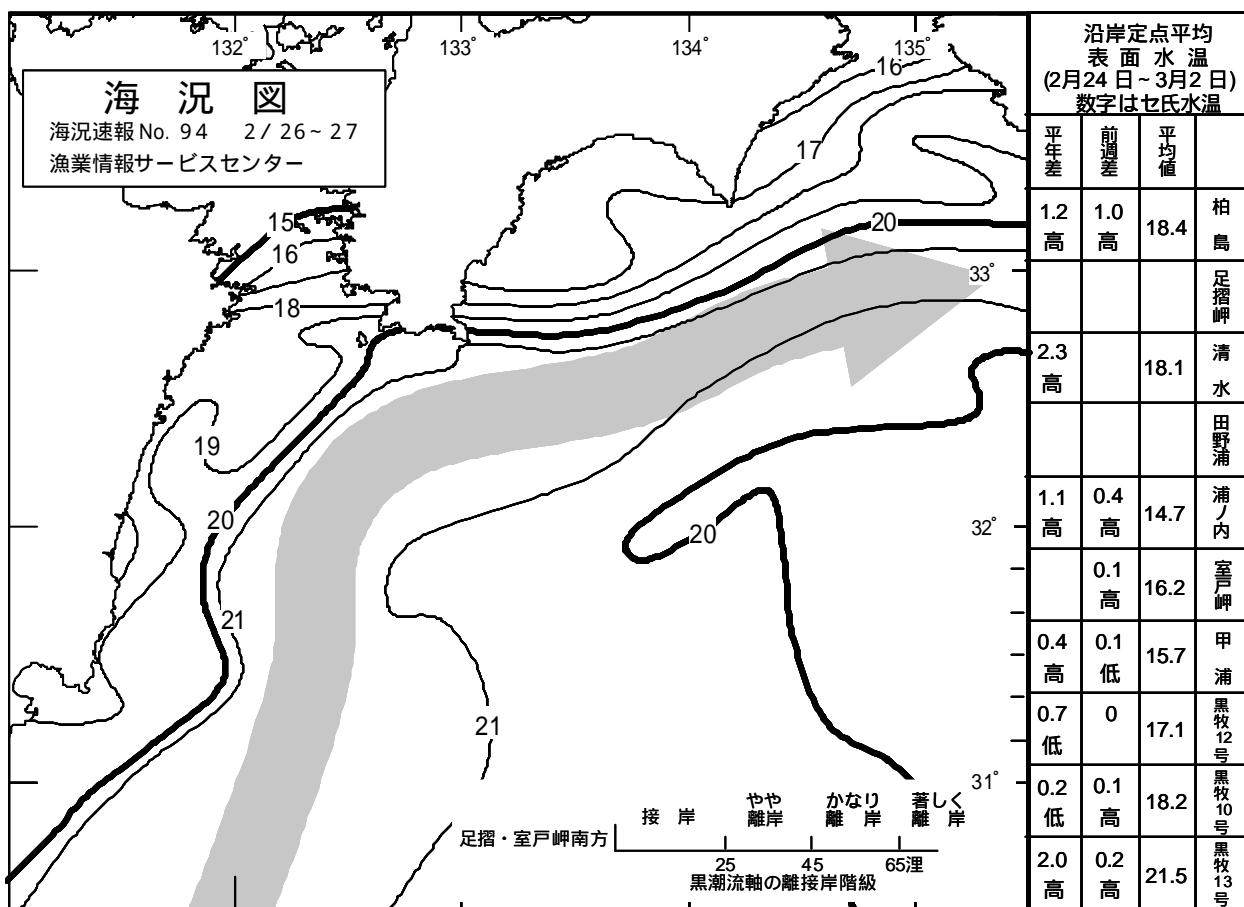 132°
133°
134°
135°
海況図
海況速報No. 94 2/26~27
漁業情報サービスセンター
16
17
15
16
18
20
33°
19
20
20
32°
21
21
31°
接岸 やや離岸 かなり離岸 著しく離岸
足摺・室戸岬南方
25 45 65浬
黒潮流軸の離接岸階級
沿岸定点平均
表面水温
(2月24日~3月2日)
数字はセ氏水温
平年差 前週差 平均値
1.2高 1.0高 18.4 柏島
足摺岬
2.3高 18.1 清水
田野浦
1.1高 0.4高 14.7 浦ノ内
0.1高 16.2 室戸岬
0.4高 0.1低 15.7 甲浦
0.7低 0 17.1 黒牧12号
0.2低 0.1高 18.2 黒牧10号
2.0高 0.2高 21.5 黒牧13号